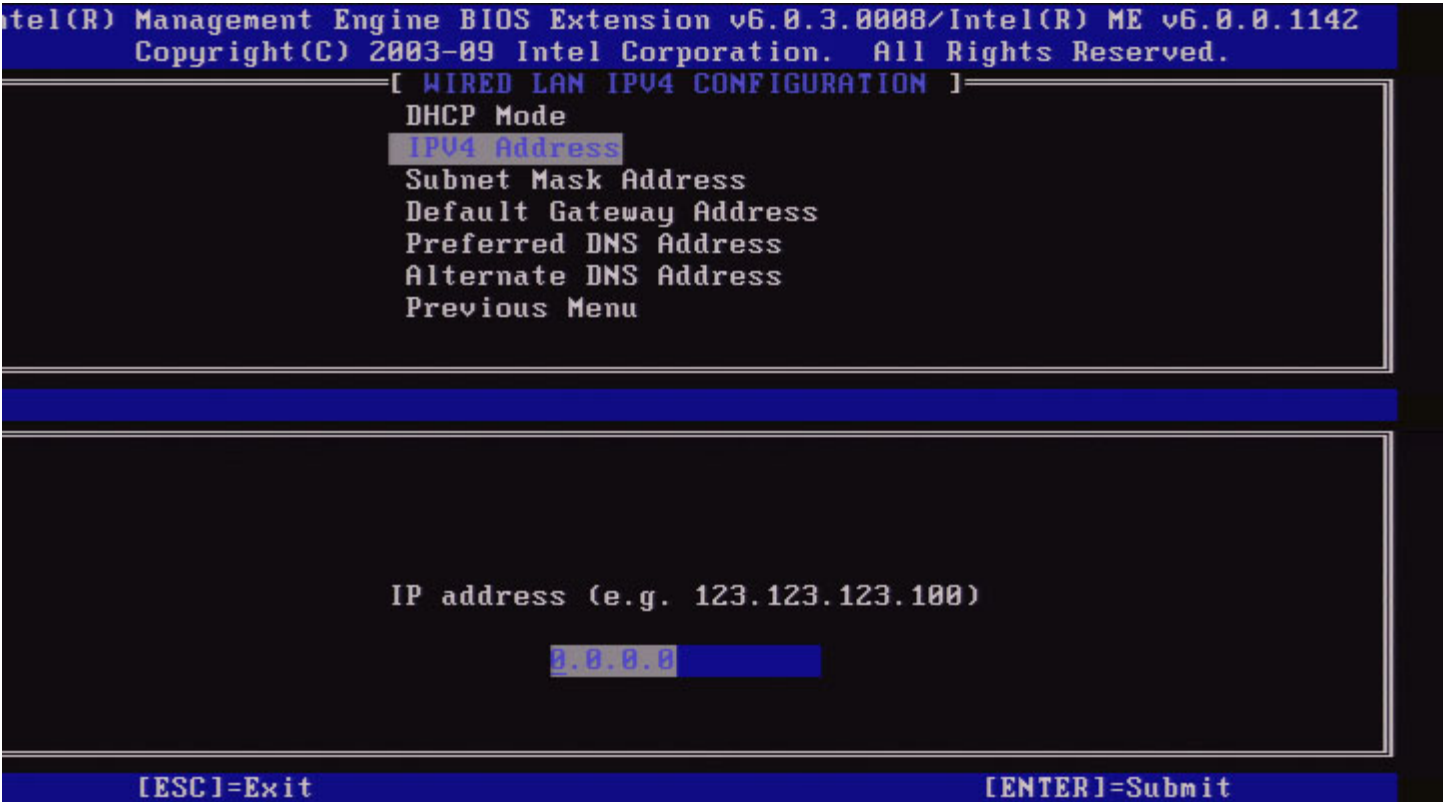 ntel(R) Management Engine BIOS Extension v6.0.3.0008/Intel(R) ME v6.0.0.1142
Copyright(C) 2003-09 Intel Corporation. All Rights Reserved.
[ WIRED LAN IPV4 CONFIGURATION ]
DHCP Mode
IPV4 Address
Subnet Mask Address
Default Gateway Address
Preferred DNS Address
Alternate DNS Address
Previous Menu
IP address (e.g. 123.123.123.100)
0.0.0.0
[ESC]=Exit [ENTER]=Submit